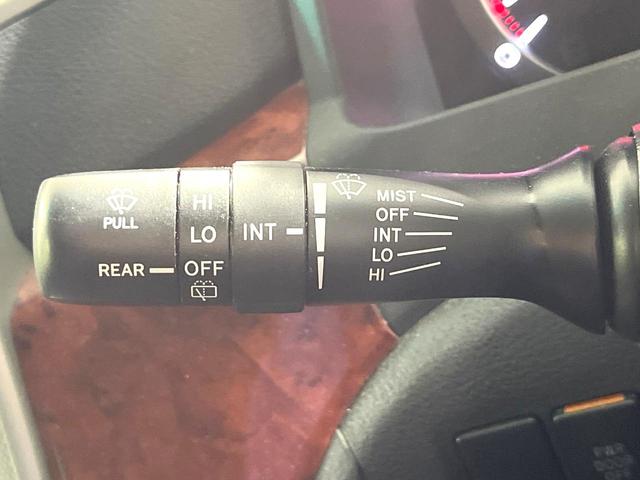 PULL
REAR
HI
LO
OFF
INT
MIST
OFF
INT
LO
HI